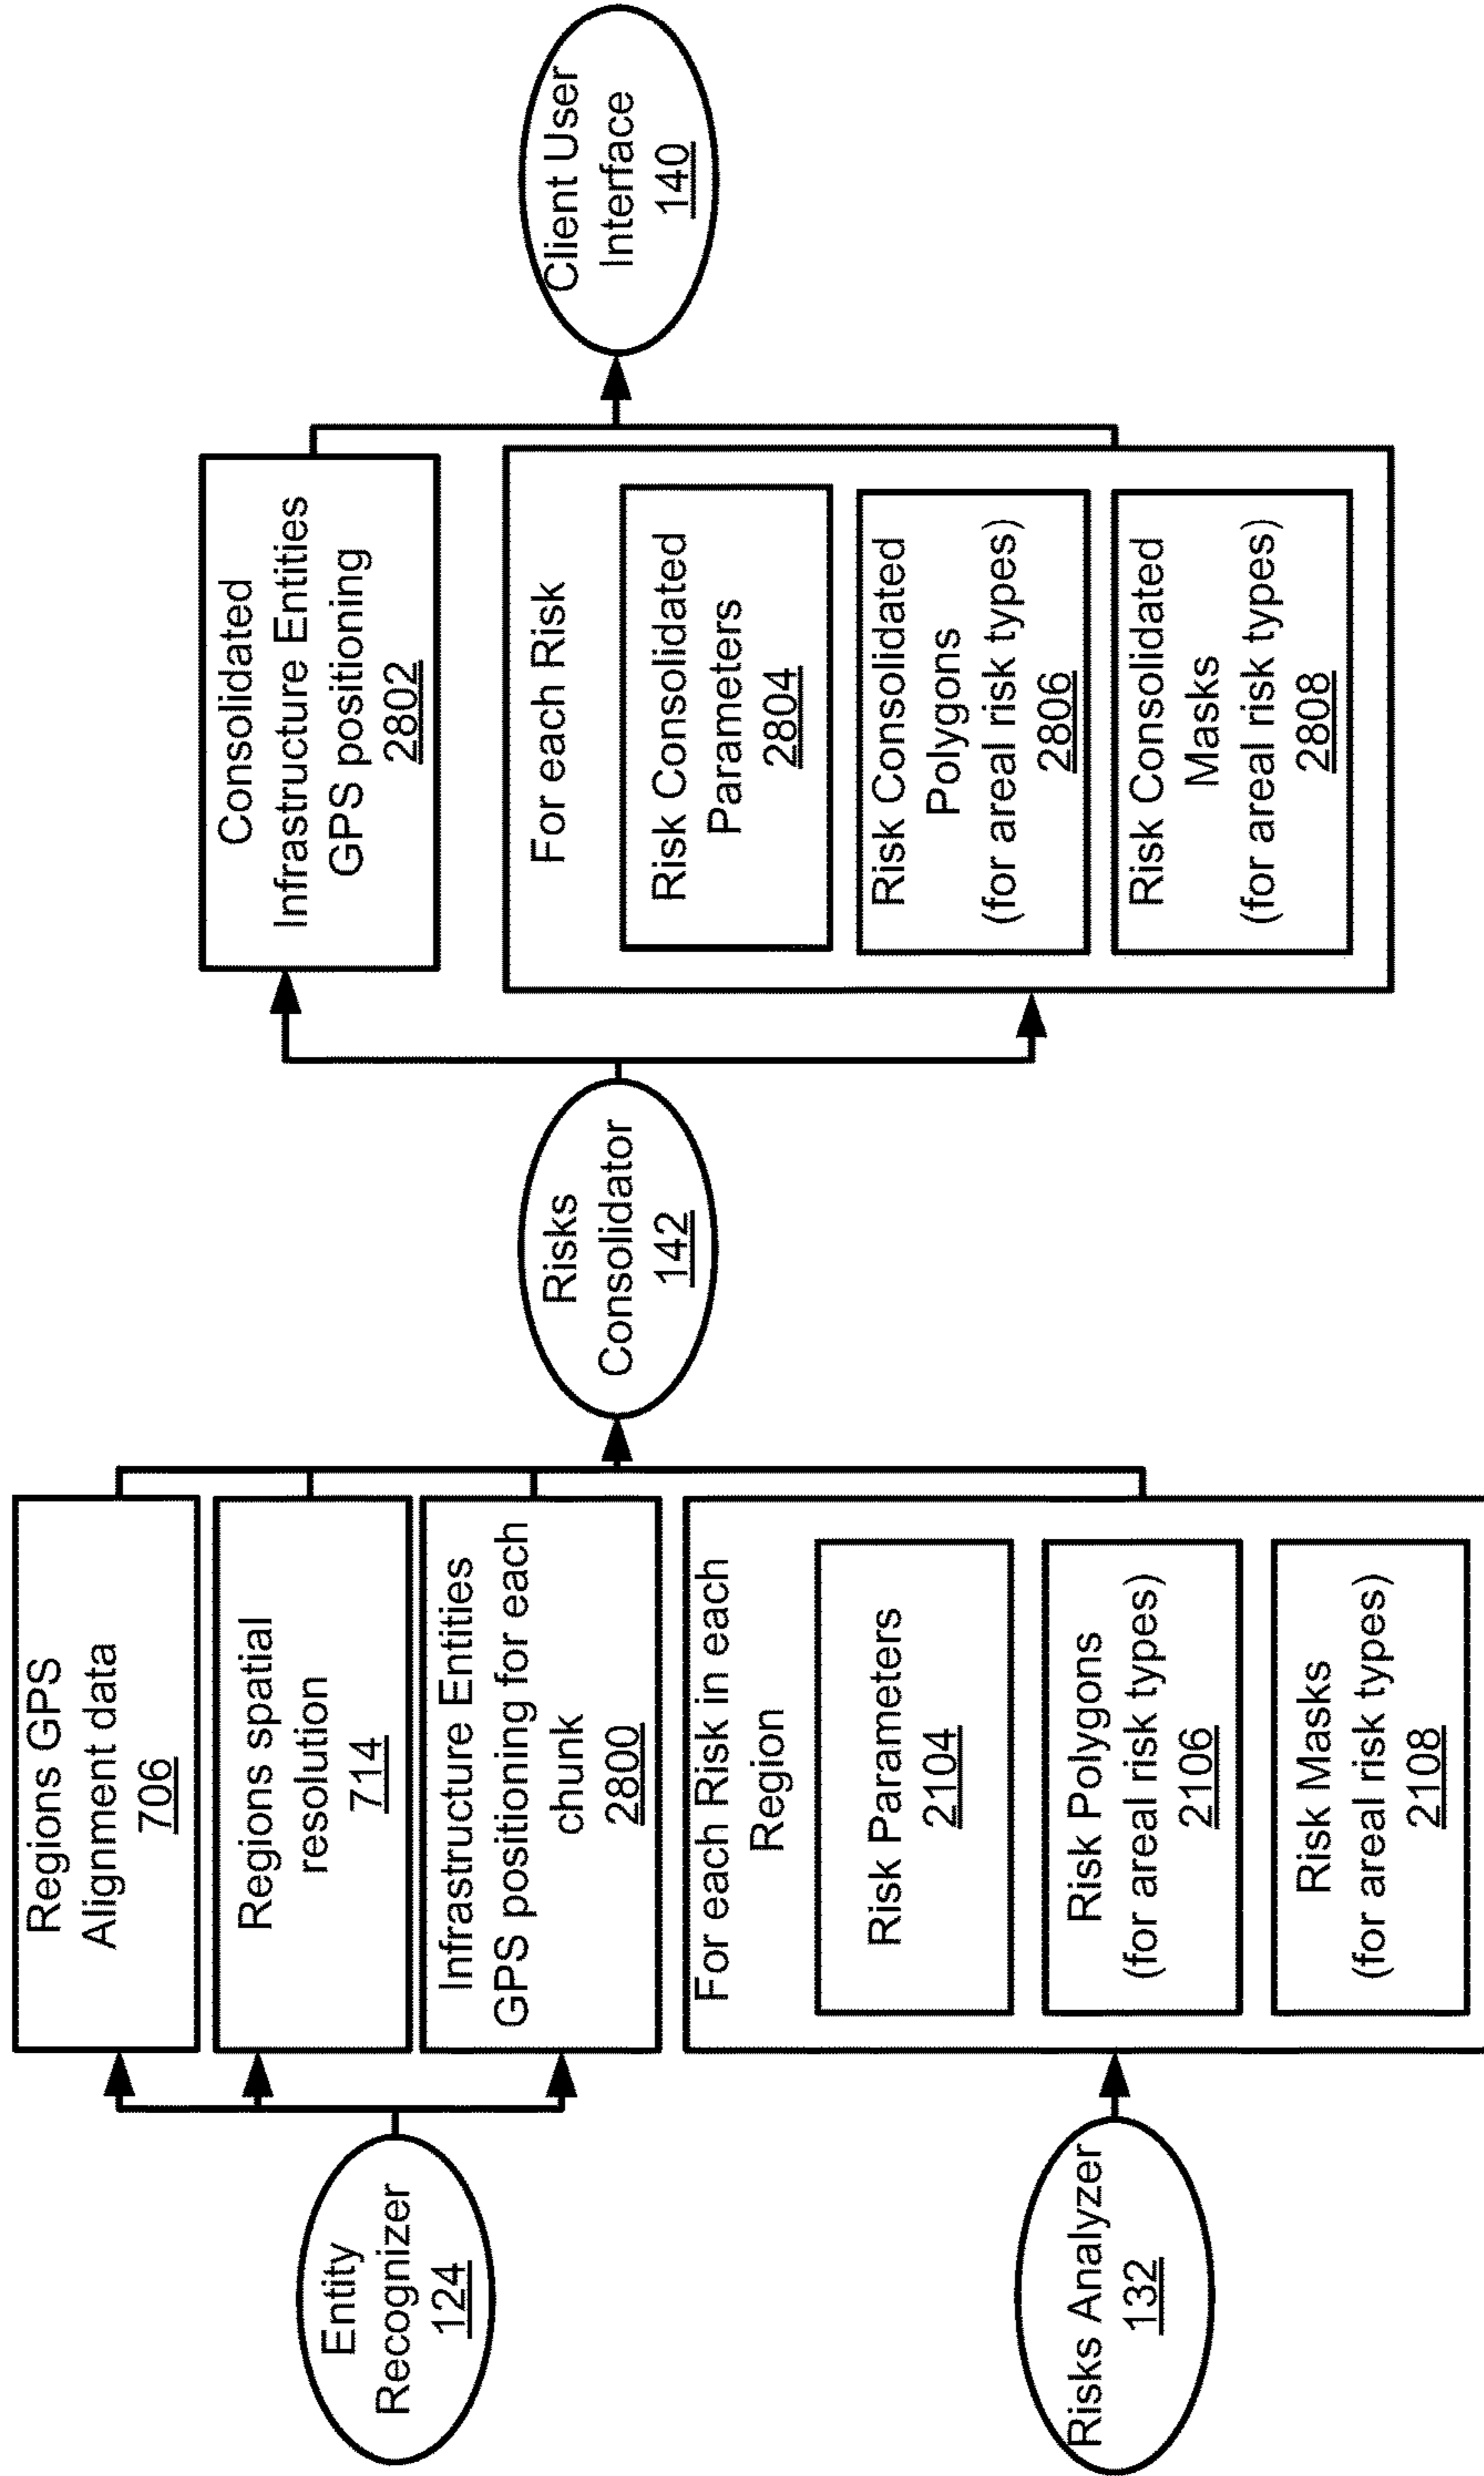 Entity
Recognizer
124
Risks Analyzer
132
Regions GPS
Alignment data
706
Regions spatial
resolution
714
Infrastructure Entities
GPS positioning for each
chunk
2800
For each Risk in each
Region
Risk Parameters
2104
Risk Polygons
(for areal risk types)
2106
Risk Masks
(for areal risk types)
2108
Risks
Consolidator
142
Consolidated
Infrastructure Entities
GPS positioning
2802
For each Risk
Risk Consolidated
Parameters
2804
Risk Consolidated
Polygons
(for areal risk types)
2806
Risk Consolidated
Masks
(for areal risk types)
2808
Client User
Interface
140